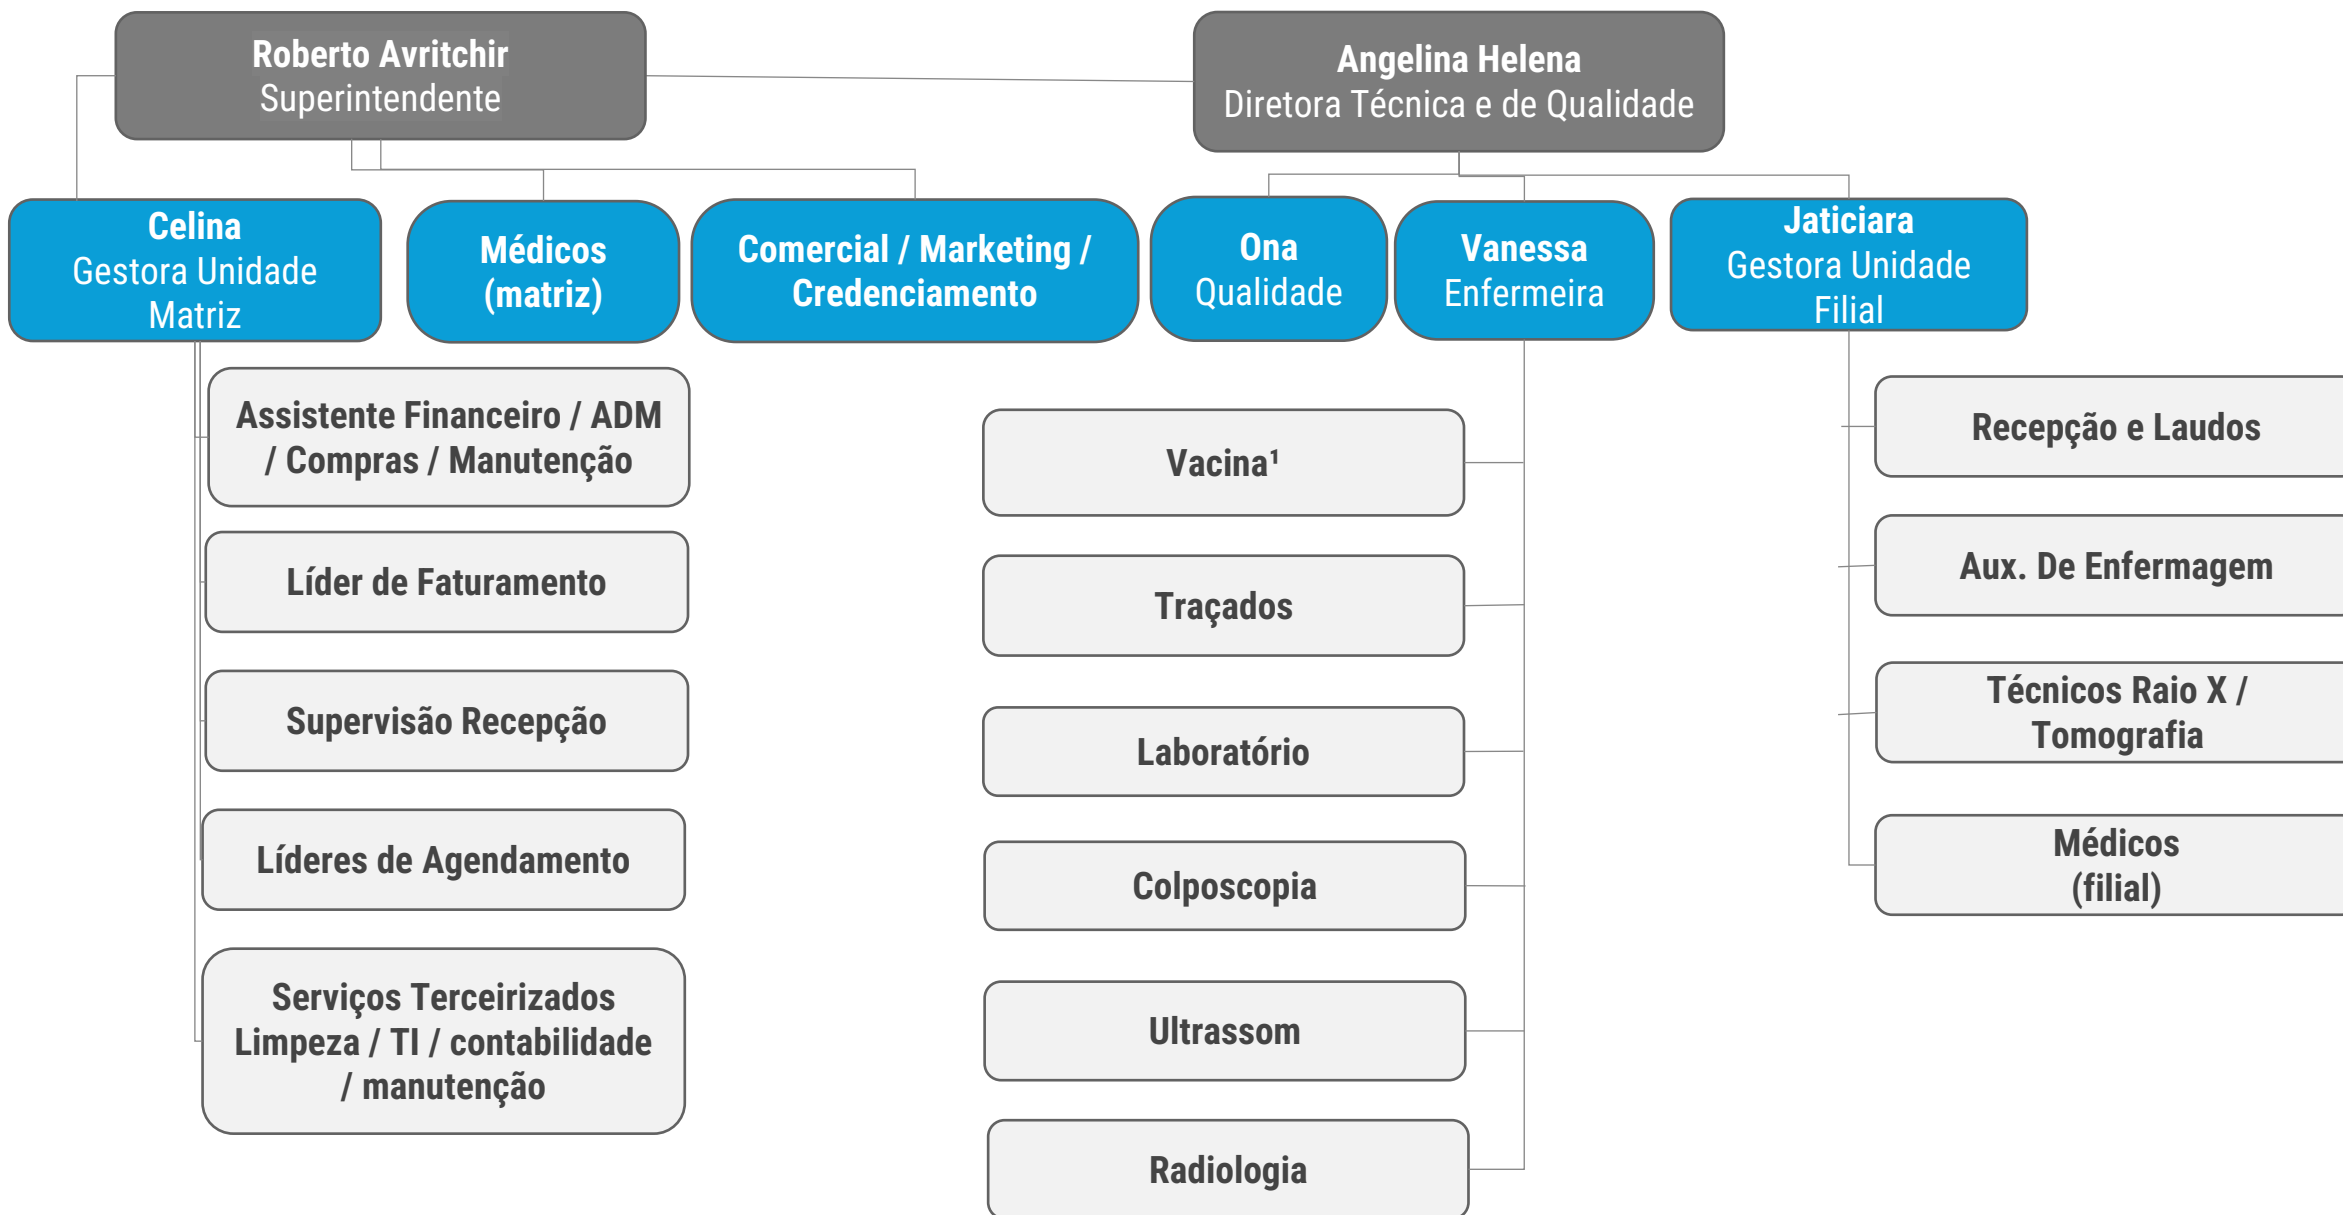 Roberto Avritchir
Superintendente
Angelina Helena
Diretora Técnica e de Qualidade
Celina
Gestora Unidade
Matriz
Médicos
(matriz)
Comercial / Marketing /
Credenciamento
Ona
Qualidade
Vanessa
Enfermeira
Jaticiara
Gestora Unidade
Filial
Assistente Financeiro / ADM
/ Compras / Manutenção
Líder de Faturamento
Supervisão Recepção
Líderes de Agendamento
Serviços Terceirizados
Limpeza / TI / contabilidade
/ manutenção
Vacina¹
Traçados
Laboratório
Colposcopia
Ultrassom
Radiologia
Recepção e Laudos
Aux. De Enfermagem
Técnicos Raio X /
Tomografia
Médicos
(filial)